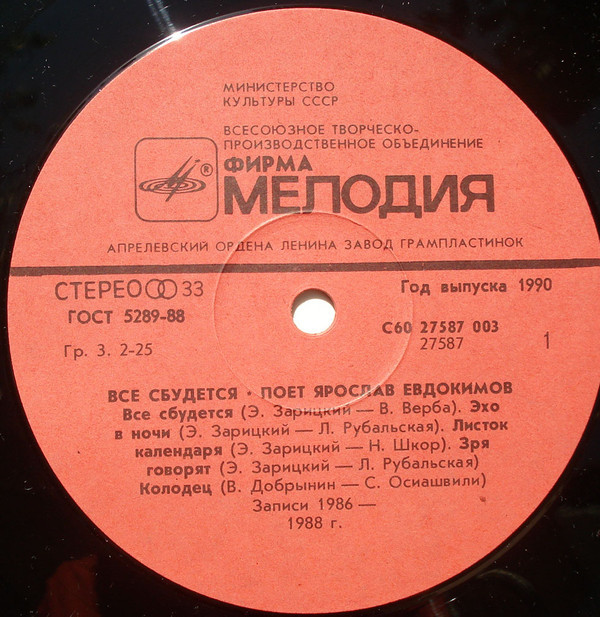 МИНИСТЕРСТВО
КУЛЬТУРЫ СССР
ВСЕСОЮЗНОЕ ТВОРЧЕСКО-
ПРОИЗВОДСТВЕННОЕ ОБЪЕДИНЕНИЕ
ФИРМА
®
МЕЛОДИЯ
АПРЕЛЕВСКИЙ ОРДЕНА ЛЕНИНА ЗАВОД ГРАМПЛАСТИНОК
СТЕРЕО 33
Год выпуска 1990
ГОСТ 5289-88
С60 27587 003
Гр. 3. 2-25
27587
1
ВСЕ СБУДЕТСЯ • ПОЕТ ЯРОСЛАВ ЕВДОКИМОВ
Все сбудется (Э. Зарицкий — В. Верба). Эхо
в ночи (Э. Зарицкий — Л. Рубальская). Листок
календаря (Э. Зарицкий — Н. Шкор). Зря
говорят (Э. Зарицкий — Л. Рубальская)
Колодец (В. Добрынин — С. Осиашвили)
Записи 1986 —
1988 г.